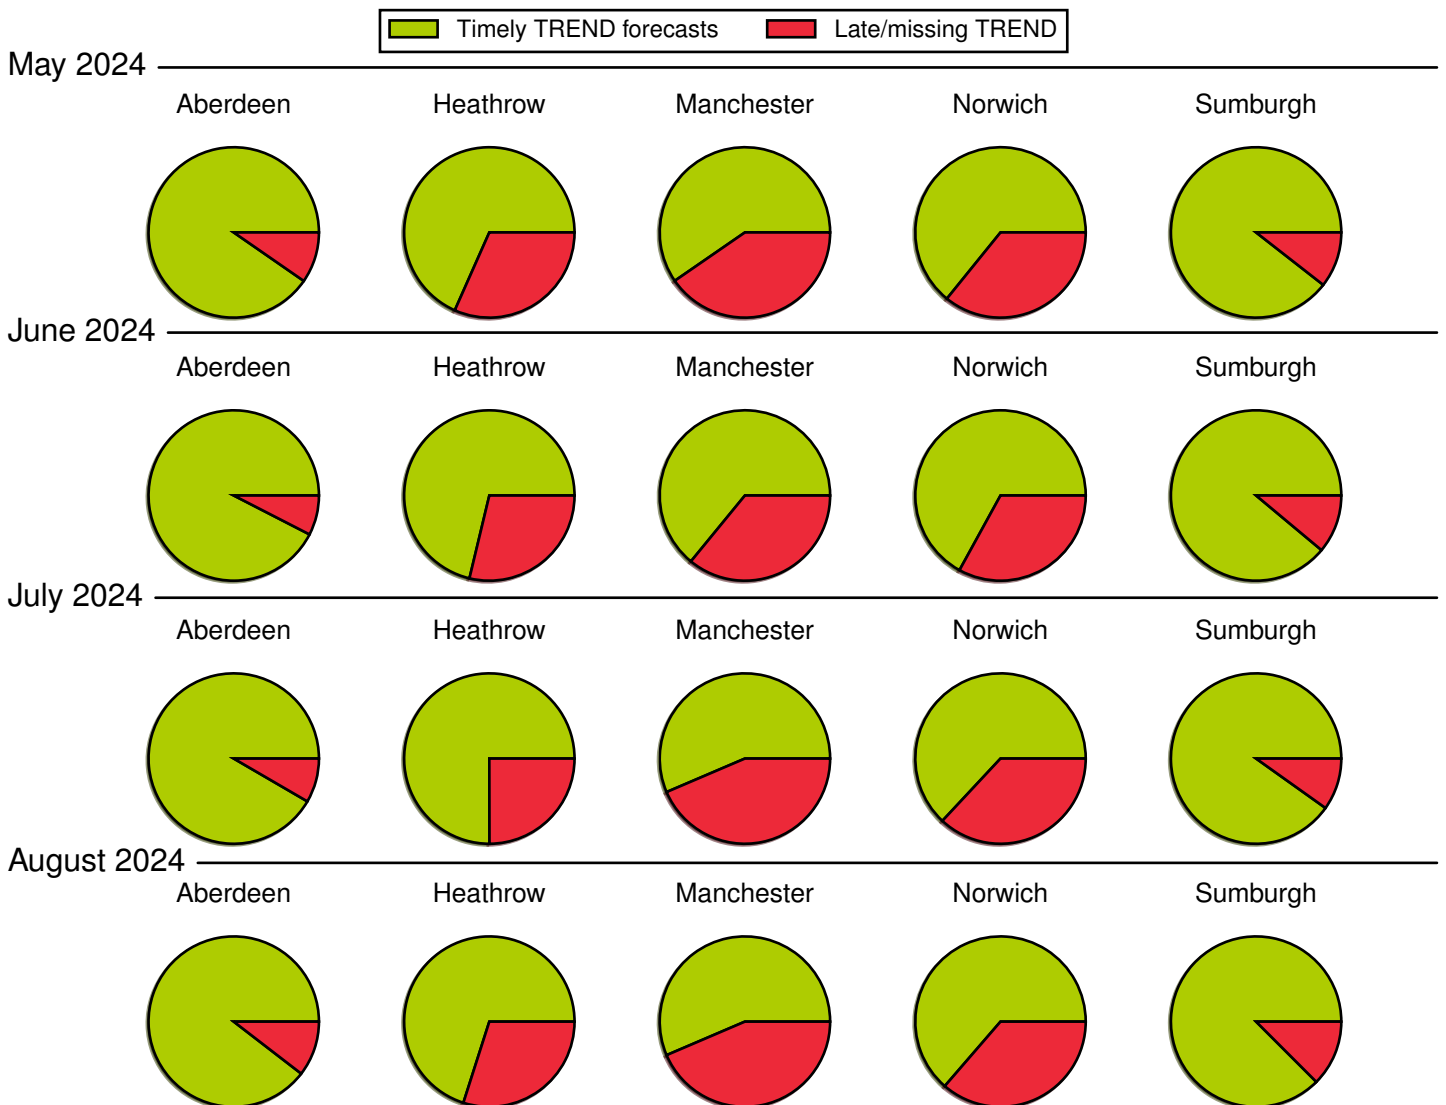 Timely TREND forecasts Late/missing TREND
May 2024
Aberdeen Heathrow Manchester Norwich Sumburgh
June 2024
Aberdeen Heathrow Manchester Norwich Sumburgh
July 2024
Aberdeen Heathrow Manchester Norwich Sumburgh
August 2024
Aberdeen Heathrow Manchester Norwich Sumburgh